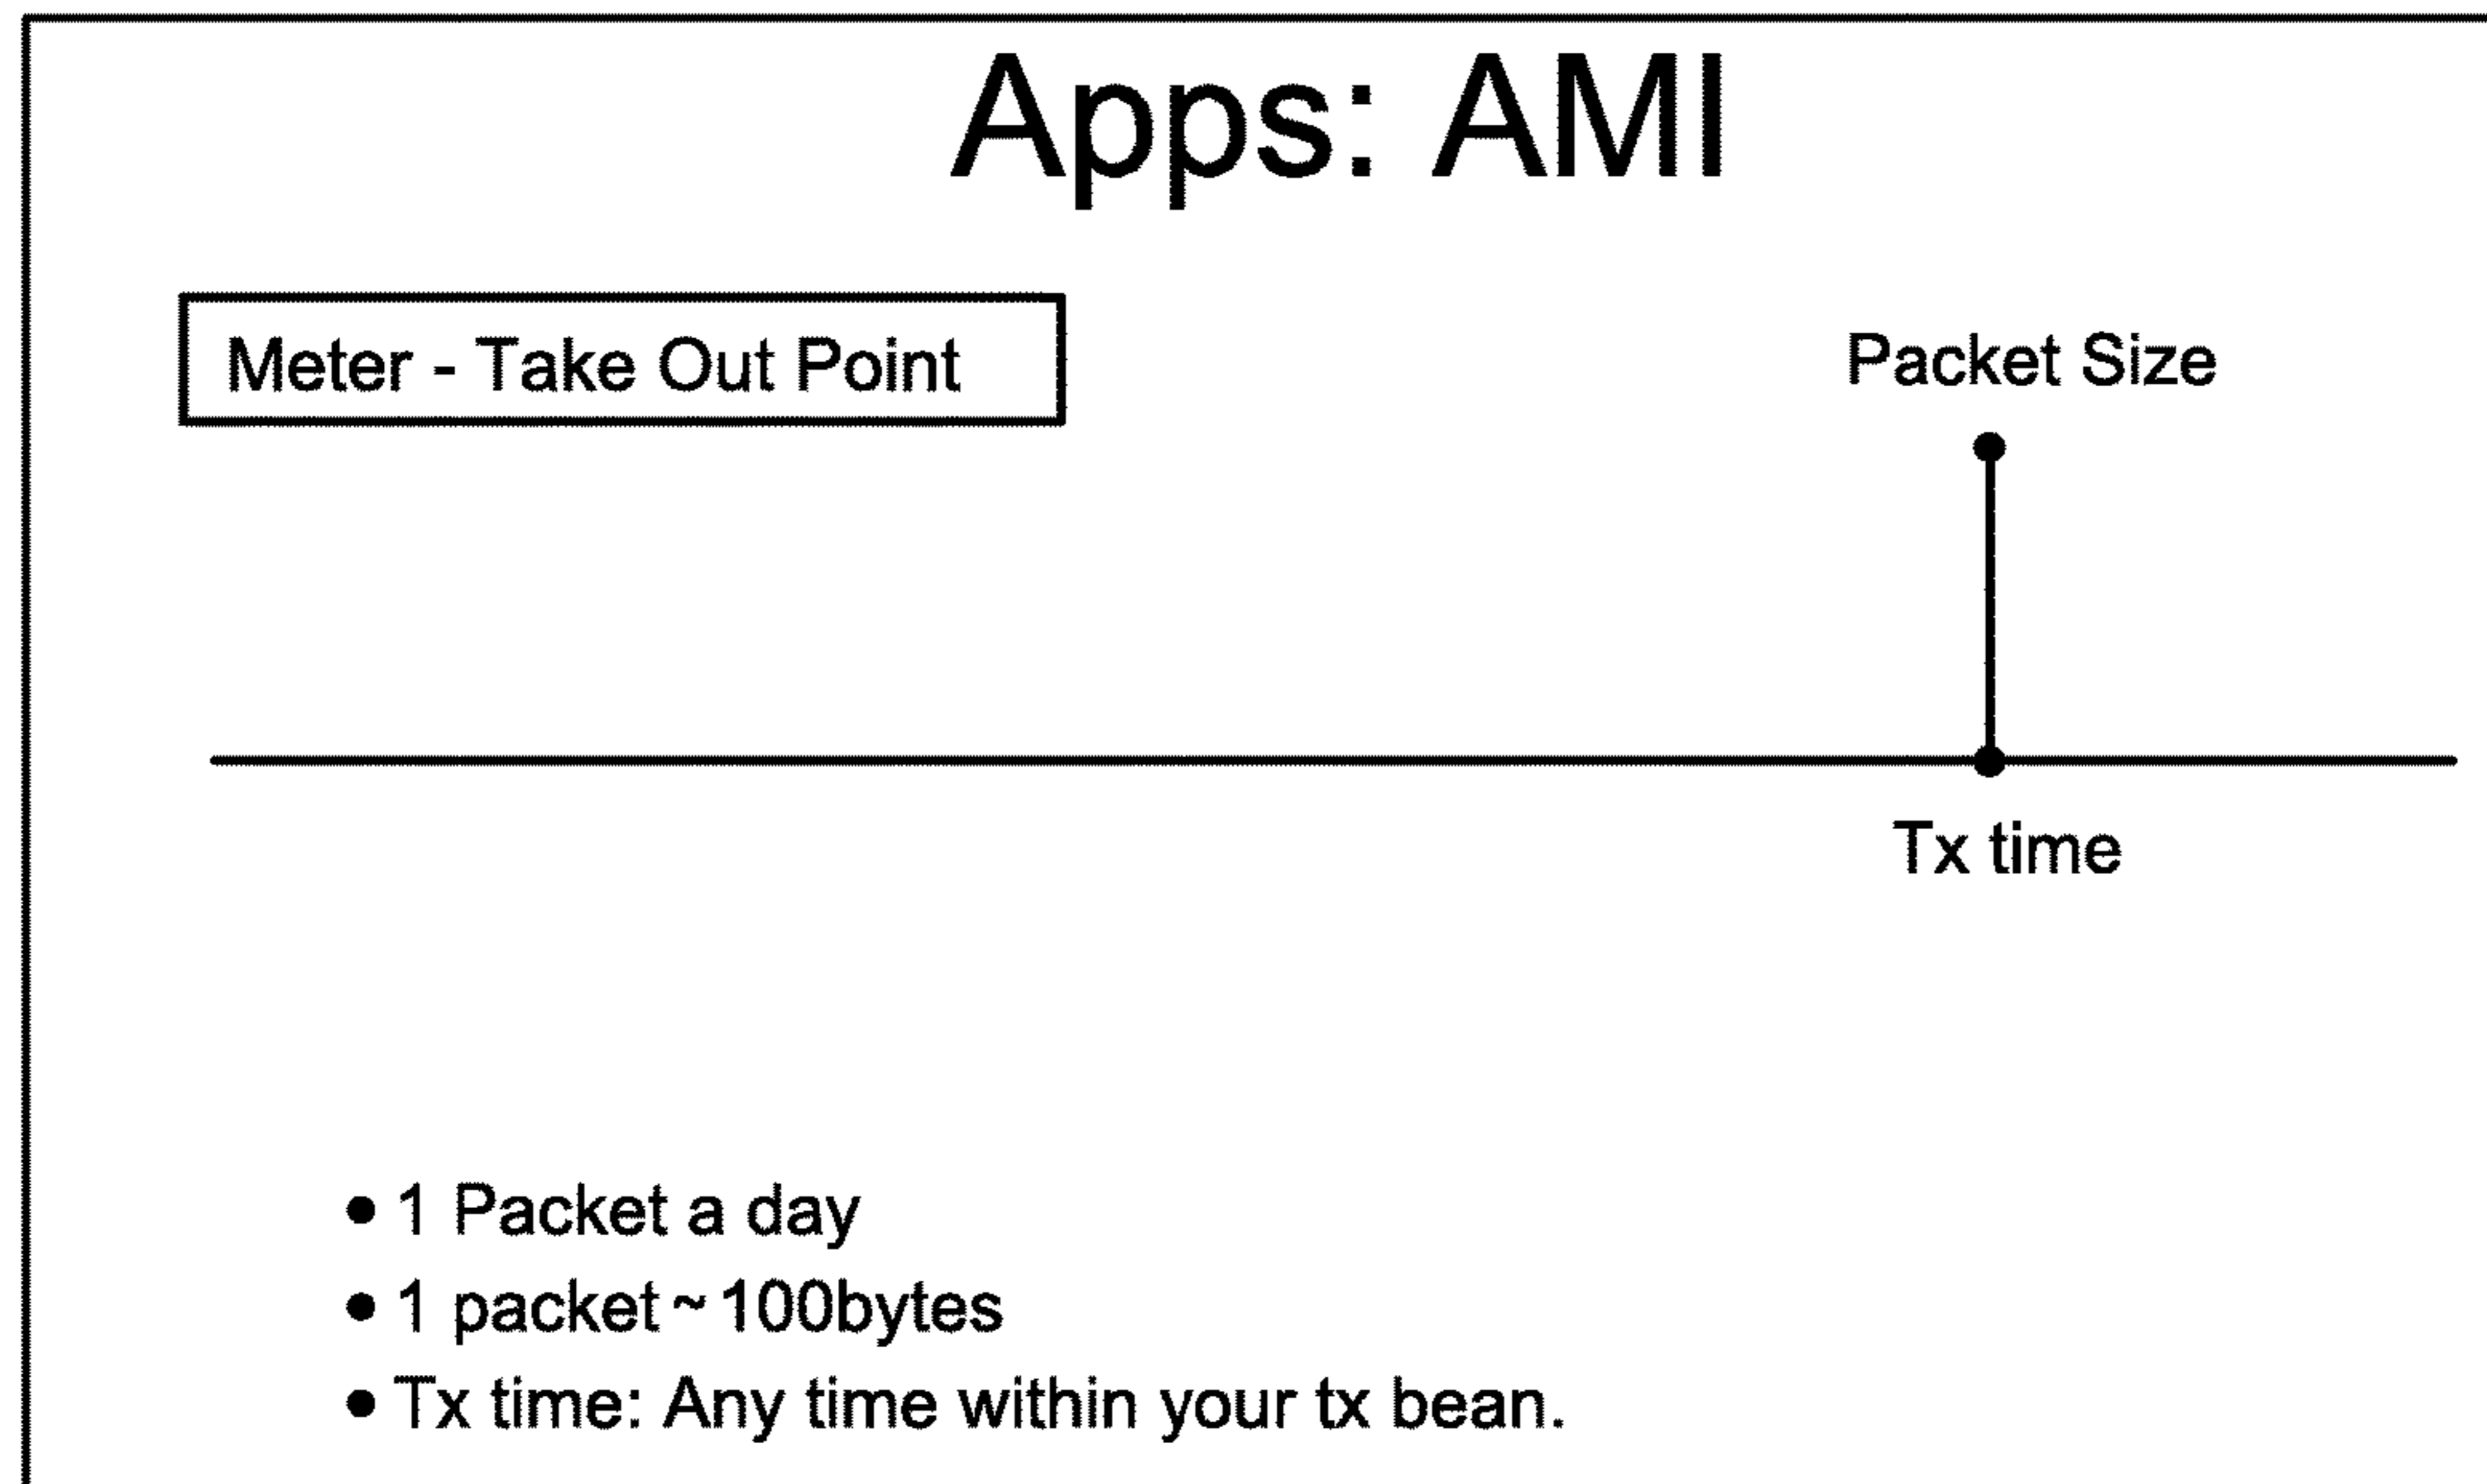 Apps: AMI
Meter - Take Out Point
Packet Size
Tx time
• 1 Packet a day
• 1 packet ~ 100bytes
• Tx time: Any time within your tx bean.